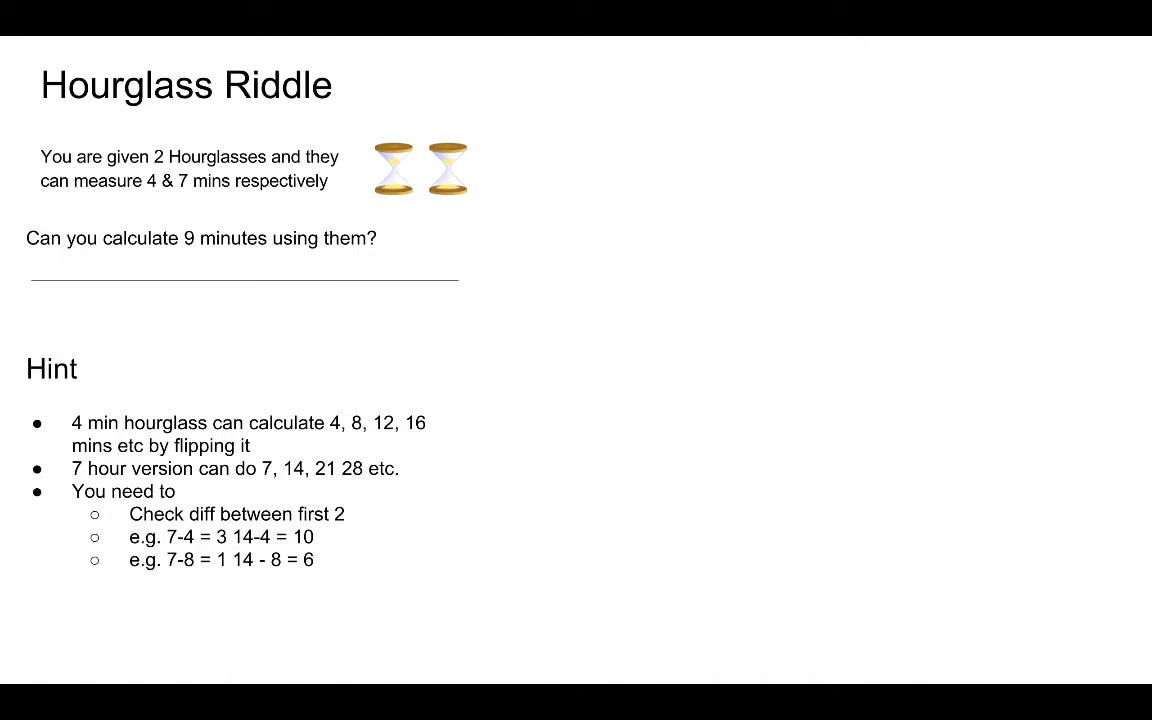 Hourglass Riddle
You are given 2 Hourglasses and they
can measure 4 & 7 mins respectively
Can you calculate 9 minutes using them?
Hint
● 4 min hourglass can calculate 4, 8, 12, 16
mins etc by flipping it
● 7 hour version can do 7, 14, 21 28 etc.
● You need to
○ Check diff between first 2
○ e.g. 7-4 = 3 14-4 = 10
○ e.g. 7-8 = 1 14 - 8 = 6